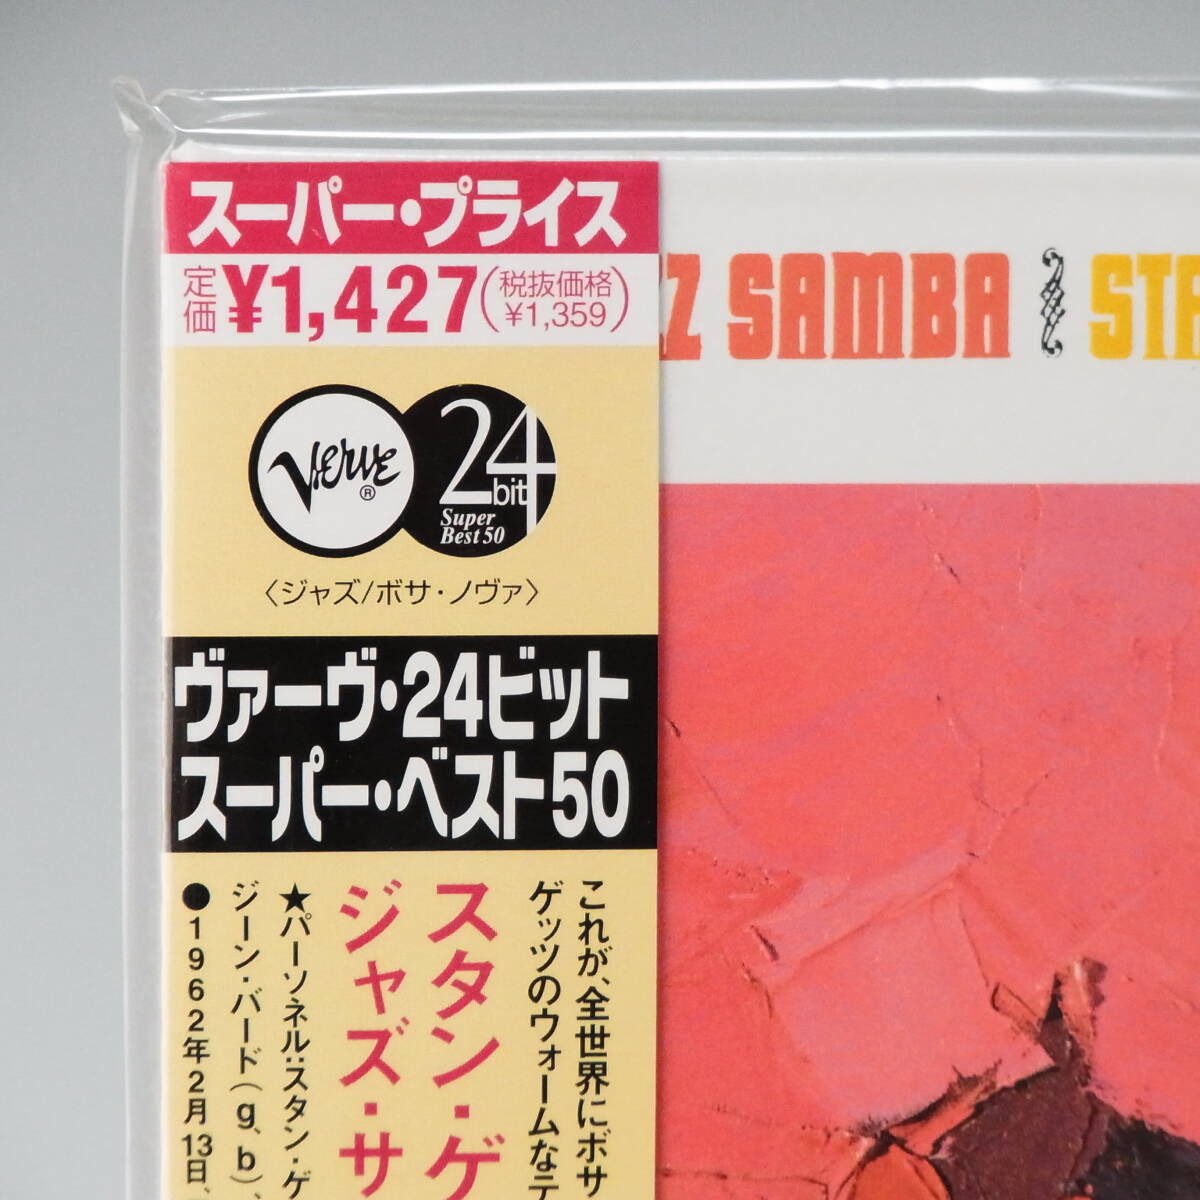 スーパー・プライス
定価 ¥1,427(税抜価格 ¥1,359)
VERVE ®
24bit
Super
Best 50
〈ジャズ/ボサ・ノヴァ〉
ヴァーヴ・24ビット
スーパー・ベスト50
これが、全世界にボサ
ゲッツのウォームなテ
スタン・ゲ
ジャズ・サ
★パーソネル:スタン・ゲ
ジーン・バード(g、b)、
●1962年2月13日、
ZZ SAMBA STA